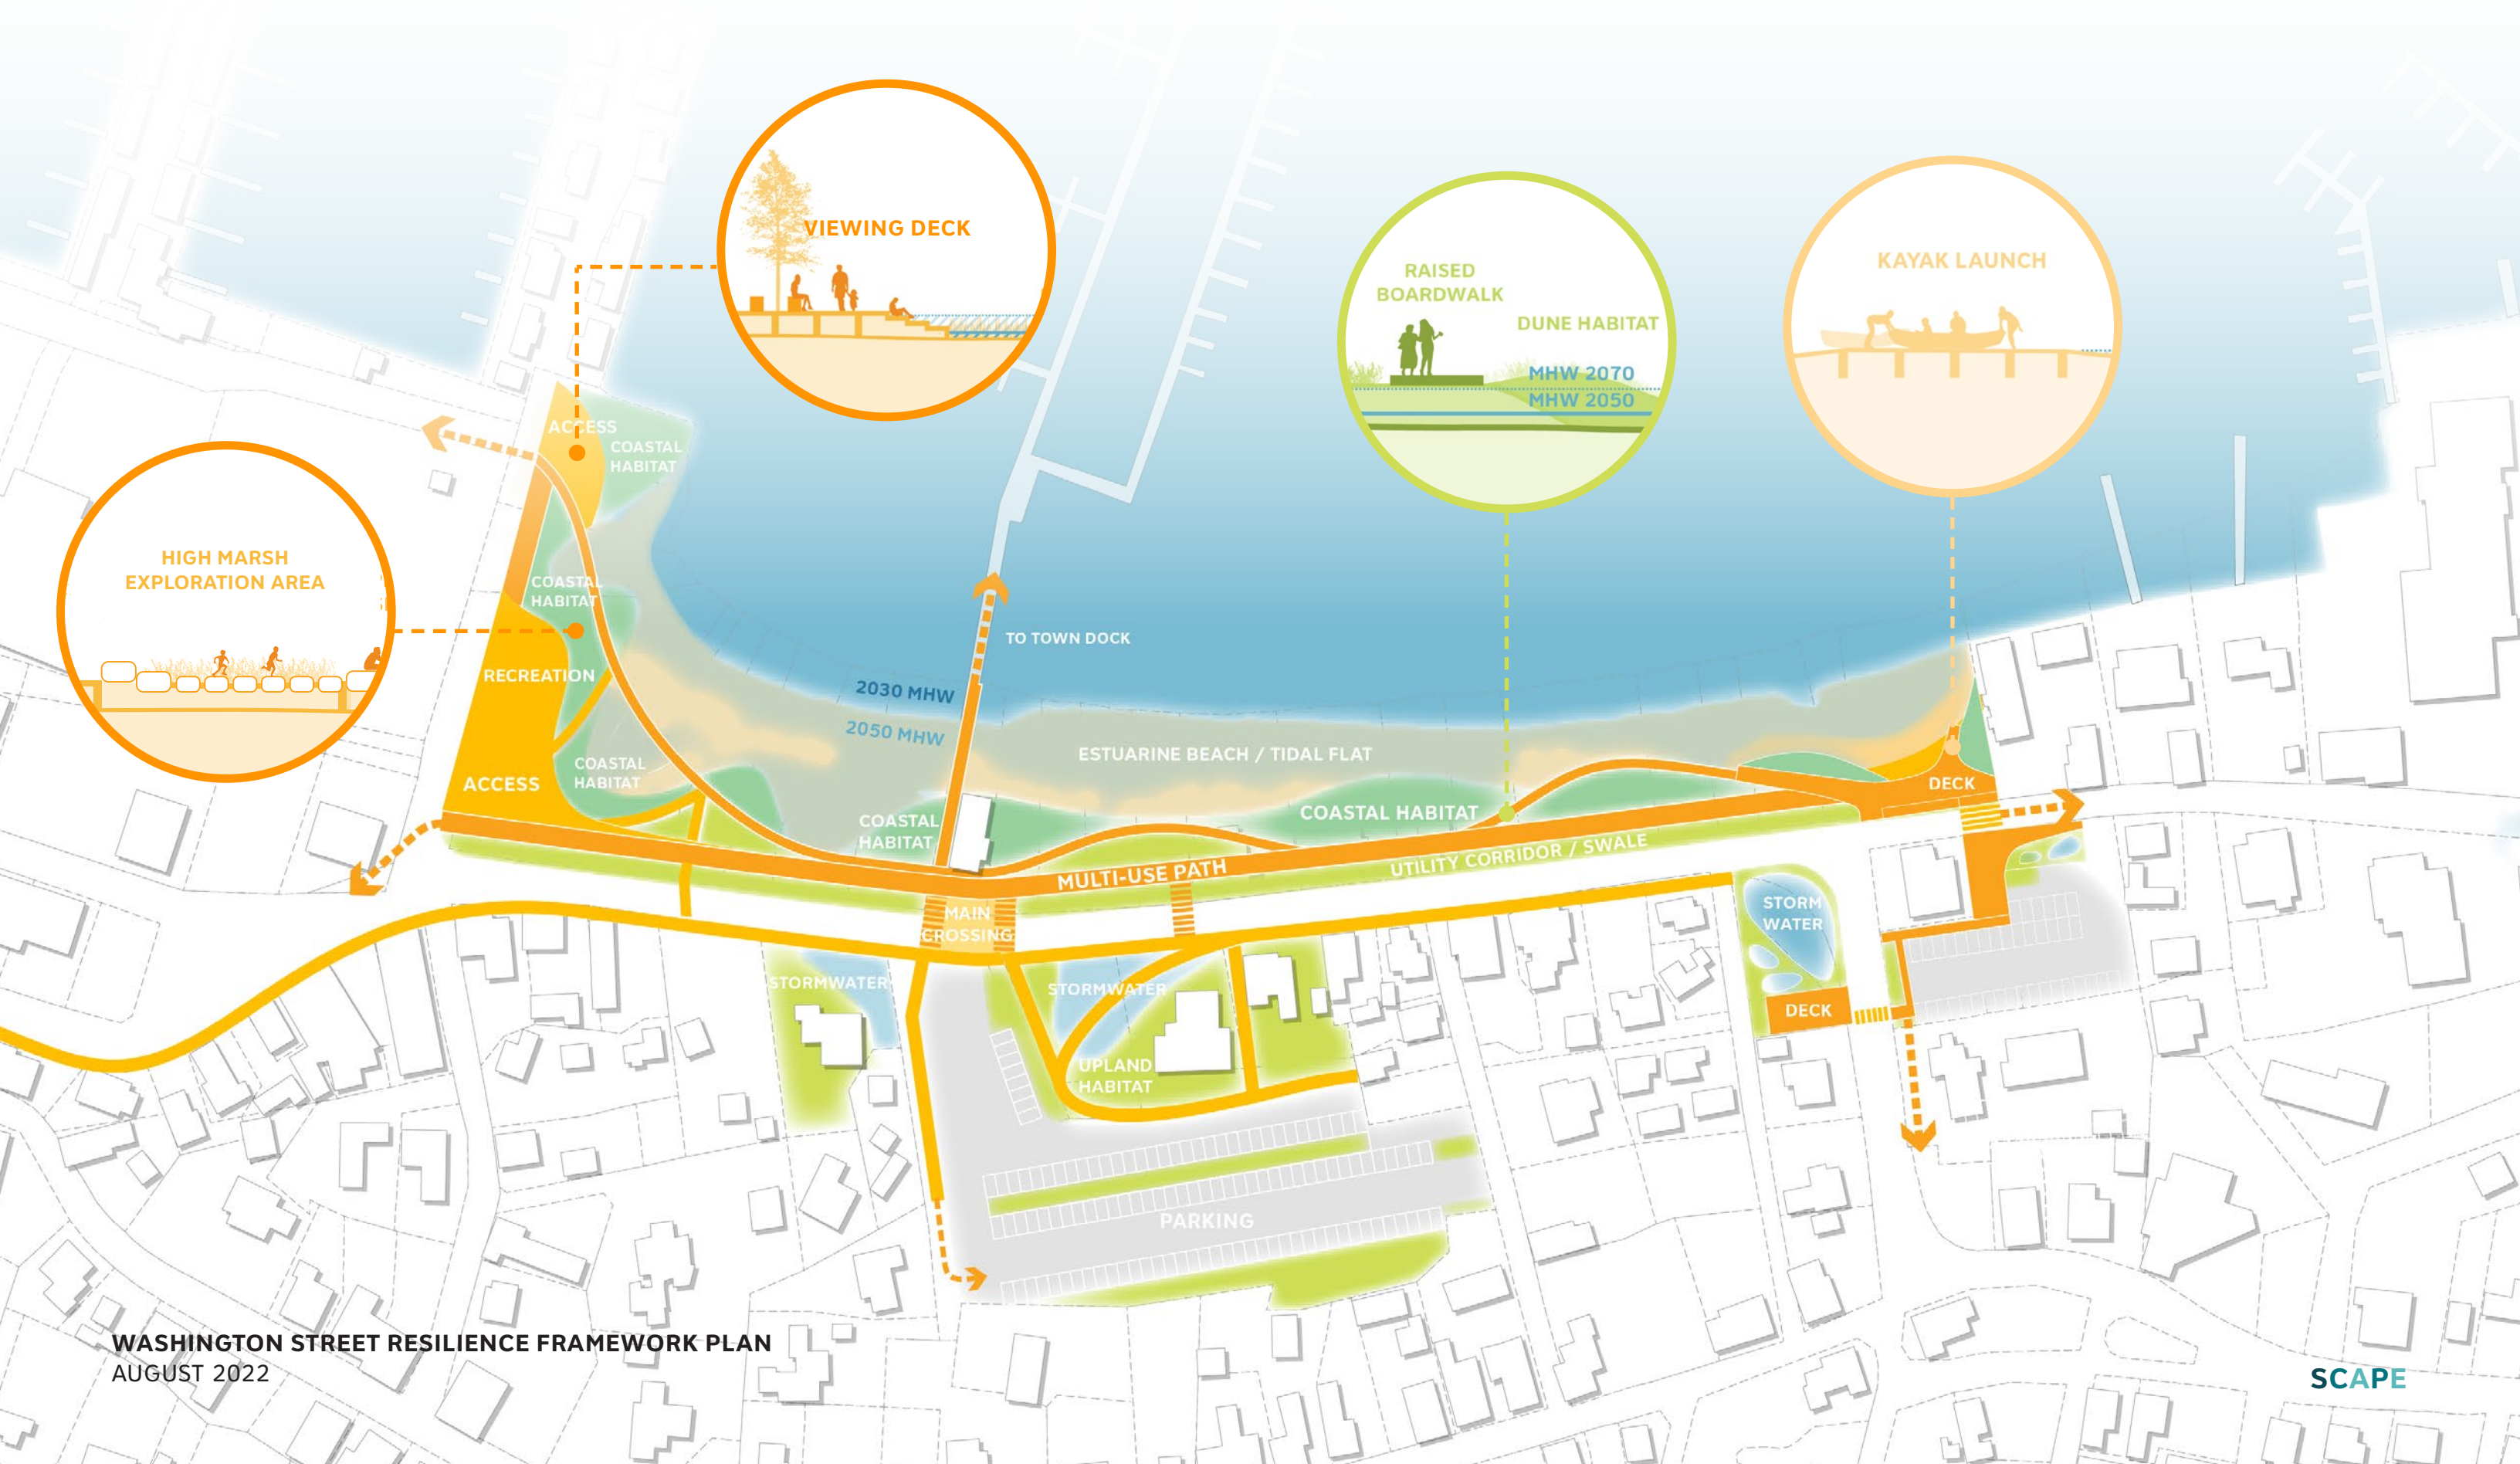 VIEWING DECK
RAISED
BOARDWALK
DUNE HABITAT
MHW 2070
MHW 2050
KAYAK LAUNCH
HIGH MARSH
EXPLORATION AREA
ACCESS
COASTAL
HABITAT
COASTAL
HABITAT
RECREATION
COASTAL
HABITAT
ACCESS
TO TOWN DOCK
2030 MHW
2050 MHW
ESTUARINE BEACH / TIDAL FLAT
COASTAL
HABITAT
COASTAL HABITAT
DECK
MULTI-USE PATH
UTILITY CORRIDOR / SWALE
MAIN
CROSSING
STORM
WATER
STORMWATER
STORMWATER
DECK
UPLAND
HABITAT
PARKING
WASHINGTON STREET RESILIENCE FRAMEWORK PLAN
AUGUST 2022
SCAPE